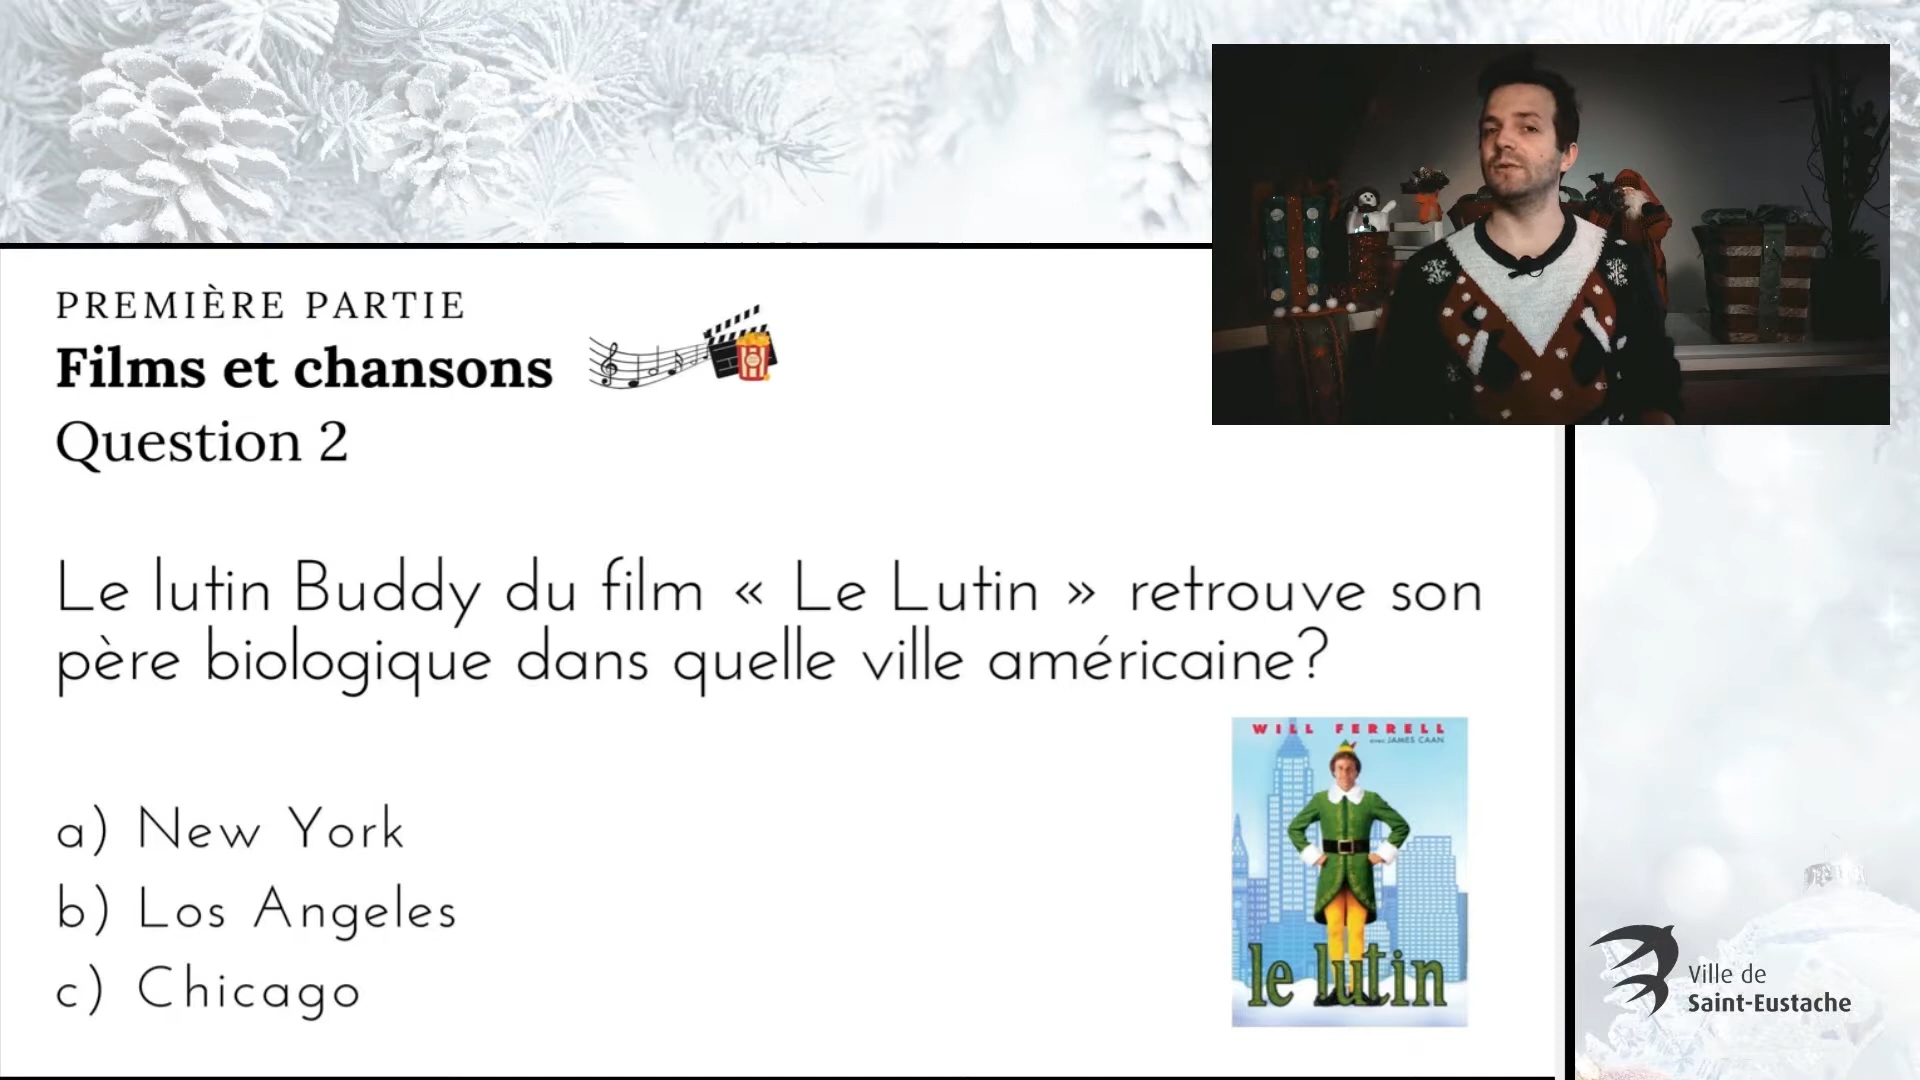 PREMIÈRE PARTIE
Films et chansons
Question 2
Le lutin Buddy du film « Le Lutin » retrouve son
père biologique dans quelle ville américaine?
a) New York
b) Los Angeles
c) Chicago
WILL FERRELL
avec JAMES CAAN
le lutin
Ville de
Saint-Eustache